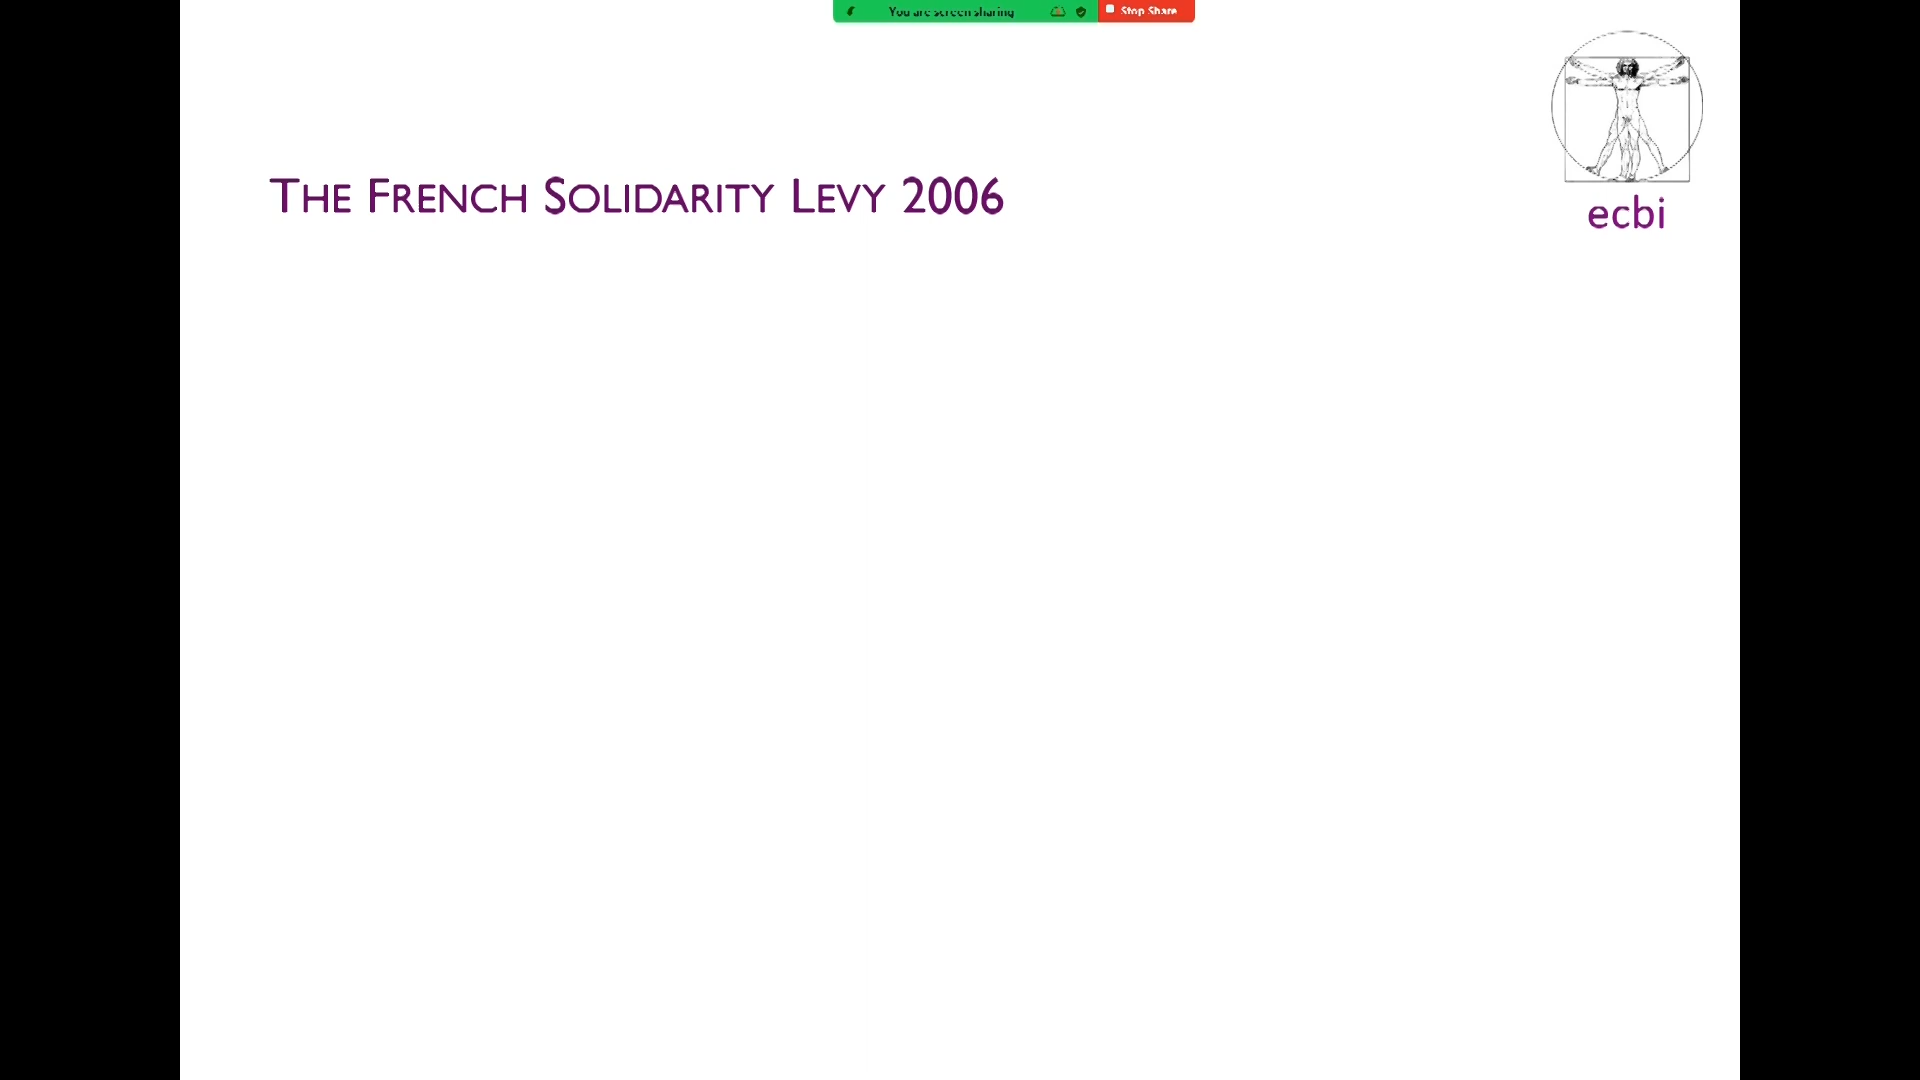 You are screen sharing
Stop Share
THE FRENCH SOLIDARITY LEVY 2006
ecbi